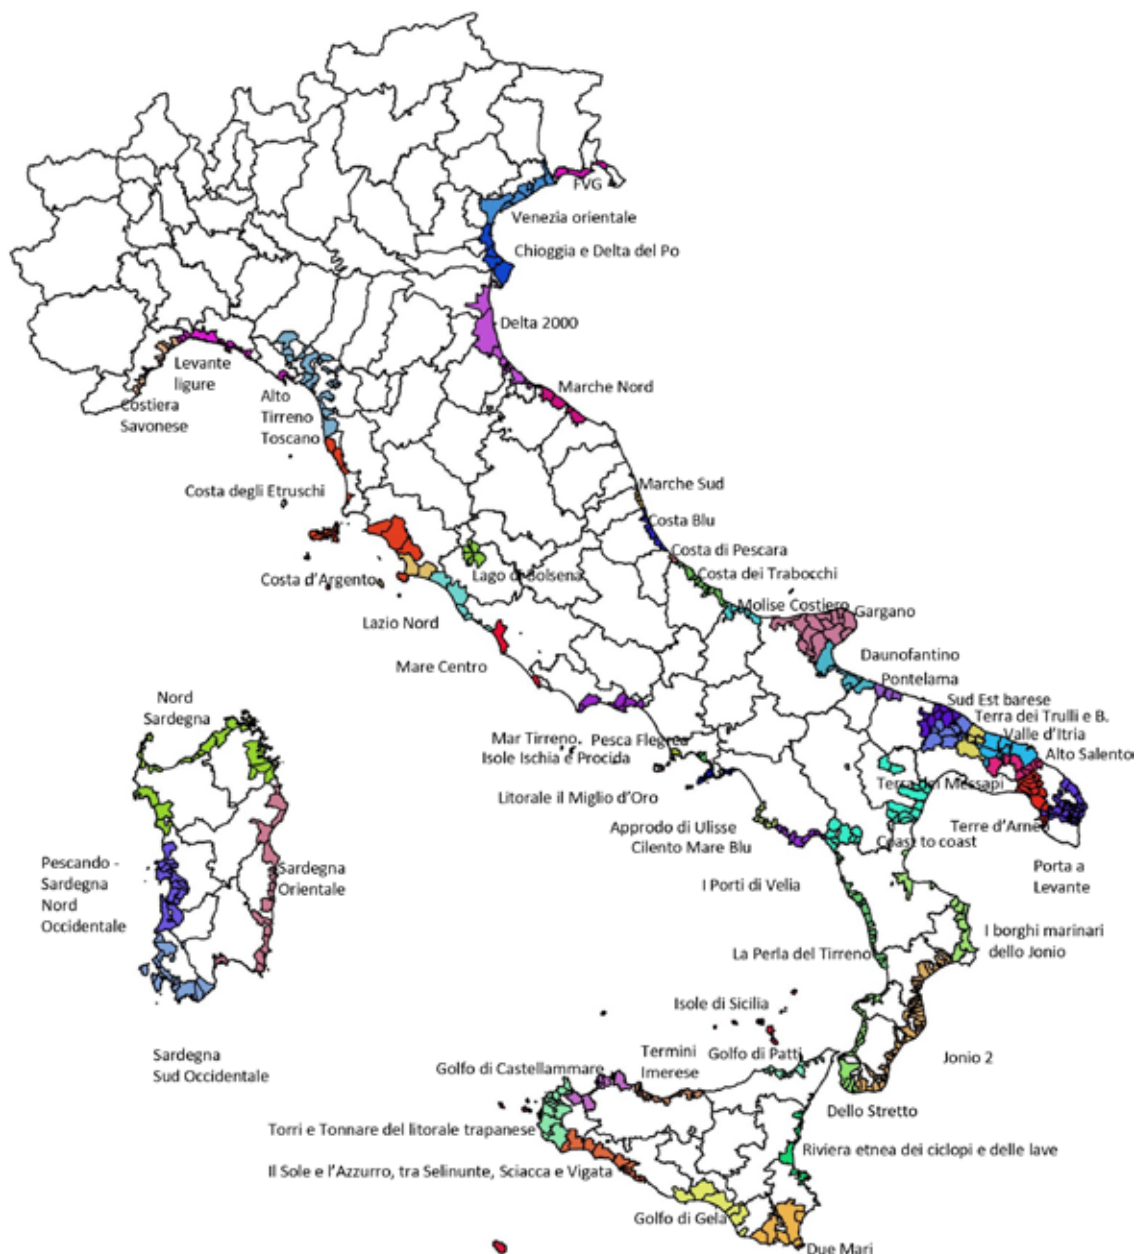 FVG
Venezia orientale
Chioggia e Delta del Po
Delta 2000
Levante
ligure
Costiera
Savonese
Alto
Tirreno
Toscano
Marche Nord
Costa degli Etruschi
Marche Sud
Costa Blu
Costa di Pescara
Costa dei Trabocchi
Costa d'Argento
Lago di Bolsena
Lazio Nord
Molise Costiero
Gargano
Mare Centro
Daunofantino
Pontelama
Nord
Sardegna
Sud Est barese
Terra dei Trulli e B.
Valle d'Itria
Alto Salento
Mar Tirreno
Pesca Flegrea
Isole Ischia e Procida
Terra dei Messapi
Litorale il Miglio d'Oro
Approdo di Ulisse
Cilento Mare Blu
Terre d'Arneo
Coast to coast
Pescando -
Sardegna
Nord
Occidentale
Sardegna
Orientale
Porta a
Levante
I Porti di Velia
I borghi marinari
dello Jonio
La Perla del Tirreno
Isole di Sicilia
Sardegna
Sud Occidentale
Golfo di Castellammare
Termini
Imerese
Golfo di Patti
Jonio 2
Dello Stretto
Torri e Tonnare del litorale trapanese
Riviera etnea dei ciclopi e delle lave
Il Sole e l'Azzurro, tra Selinunte, Sciacca e Vigata
Golfo di Gela
Due Mari